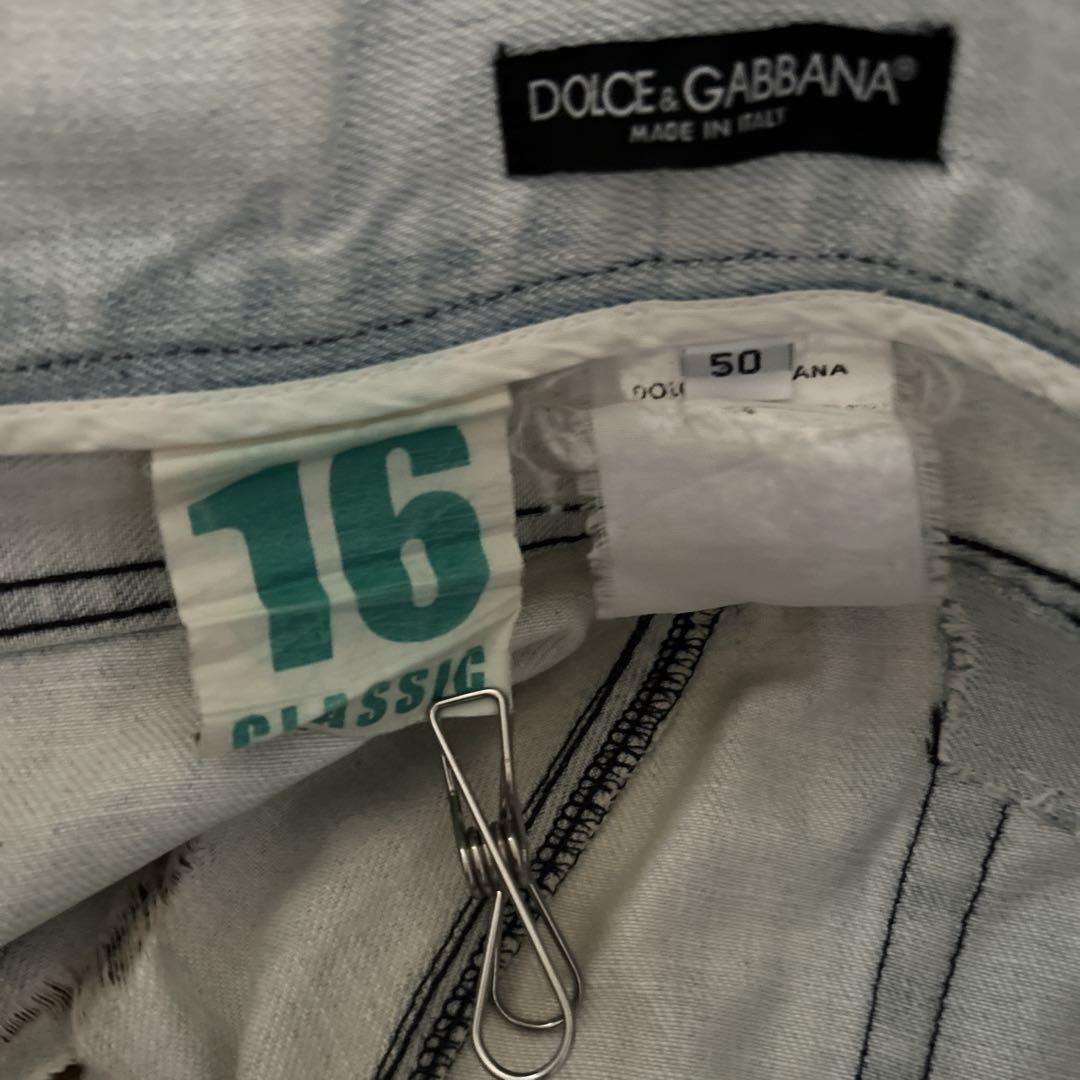 DOLCE & GABBANA®
MADE IN ITALY
50
ANA
16
CLASSIC